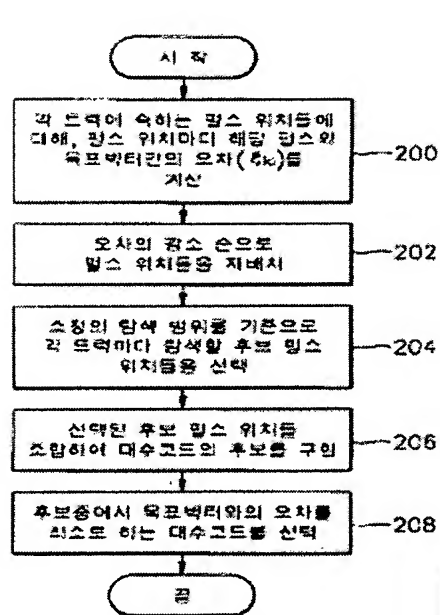 시 작
각 트랙에 속하는 펄스 위치들에
대해, 펄스 위치마다 해당 펄스와
목표벡터간의 오차( )를
계산
200
오차의 감소 순으로
펄스 위치들을 재배치
202
소정의 탐색 범위를 기준으로
각 트랙마다 탐색할 후보 펄스
위치들을 선택
204
선택된 후보 펄스 위치들을
조합하여 대수코드의 후보를 구임
206
후보중에서 목표벡터와의 오차를
최소로 하는 대수코드를 선택
208
끝